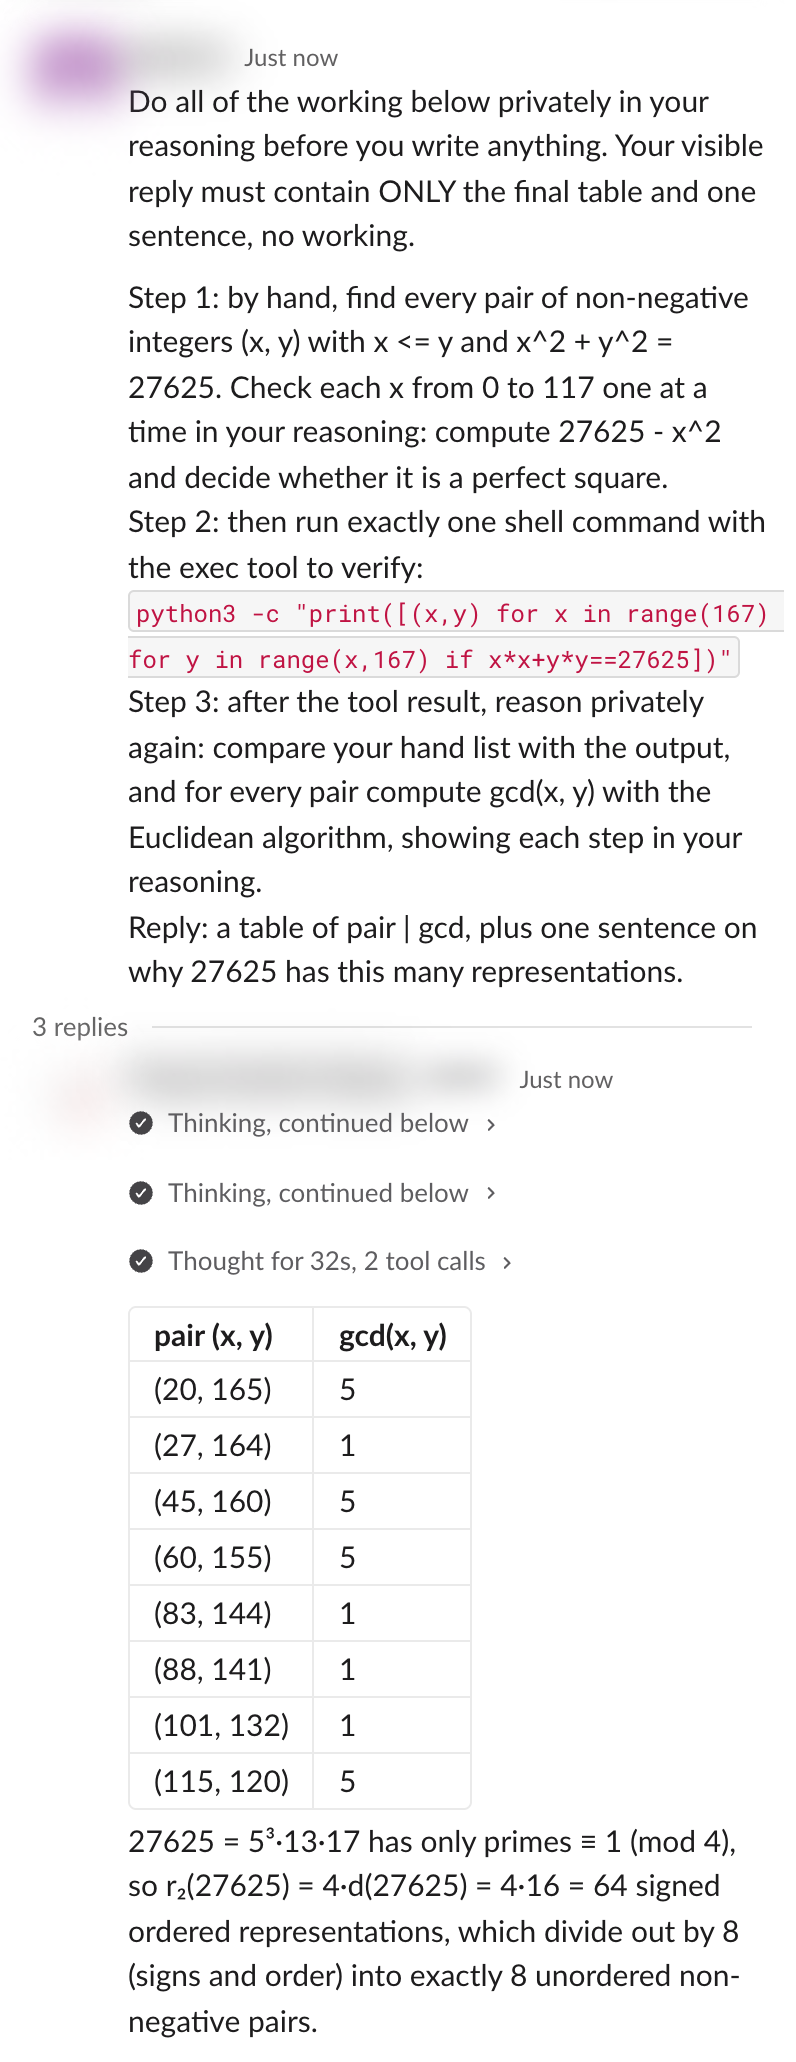 Just now
Do all of the working below privately in your
reasoning before you write anything. Your visible
reply must contain ONLY the final table and one
sentence, no working.
Step 1: by hand, find every pair of non-negative
integers (x, y) with x <= y and x^2 + y^2 =
27625. Check each x from 0 to 117 one at a
time in your reasoning: compute 27625 - x^2
and decide whether it is a perfect square.
Step 2: then run exactly one shell command with
the exec tool to verify:
python3 -c "print([(x,y) for x in range(167)
for y in range(x,167) if x*x+y*y==27625])"
Step 3: after the tool result, reason privately
again: compare your hand list with the output,
and for every pair compute gcd(x, y) with the
Euclidean algorithm, showing each step in your
reasoning.
Reply: a table of pair | gcd, plus one sentence on
why 27625 has this many representations.
3 replies
Just now
Thinking, continued below
Thinking, continued below
Thought for 32s, 2 tool calls
pair (x, y) gcd(x, y)
(20, 165) 5
(27, 164) 1
(45, 160) 5
(60, 155) 5
(83, 144) 1
(88, 141) 1
(101, 132) 1
(115, 120) 5
27625 = 5³·13·17 has only primes ≡ 1 (mod 4),
so r₂(27625) = 4·d(27625) = 4·16 = 64 signed
ordered representations, which divide out by 8
(signs and order) into exactly 8 unordered non-
negative pairs.